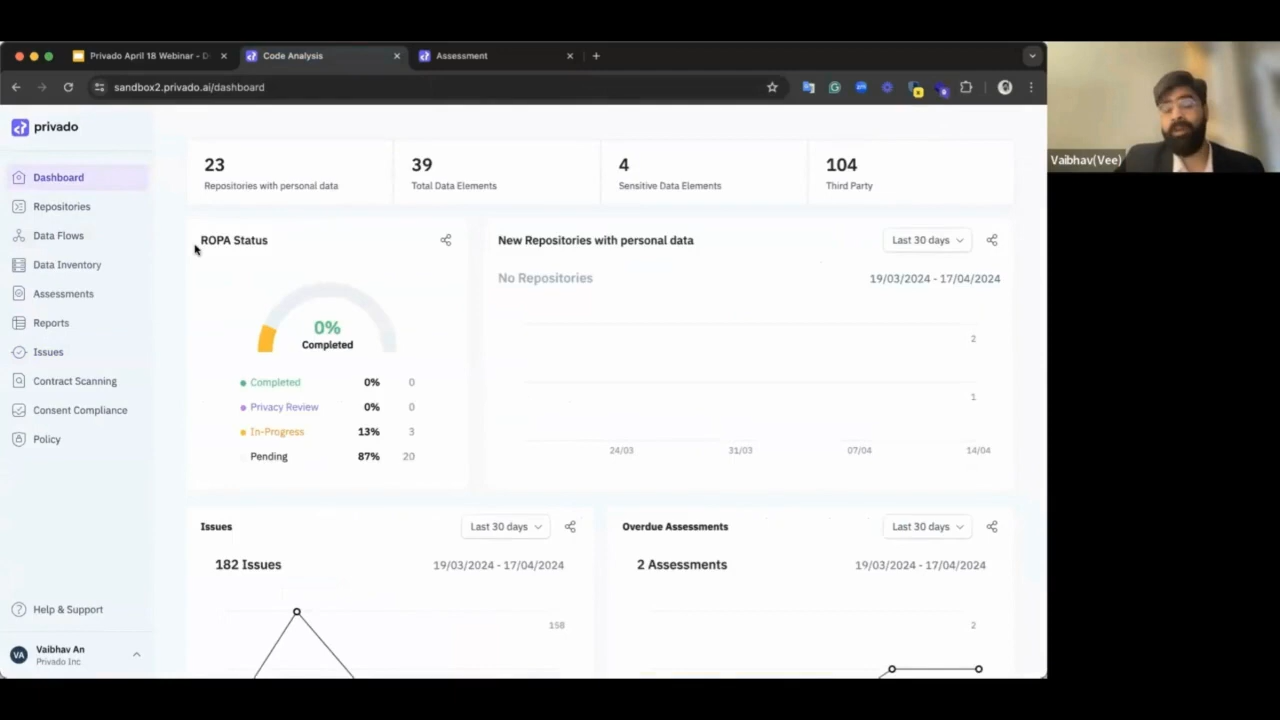 Privado April 18 Webinar - D
Code Analysis
Assessment
sandbox2.privado.ai/dashboard
Vaibhav(Vee)
privado
Dashboard
Repositories
Data Flows
Data Inventory
Assessments
Reports
Issues
Contract Scanning
Consent Compliance
Policy
Help & Support
VA
Vaibhav An
Privado Inc
23
Repositories with personal data
39
Total Data Elements
4
Sensitive Data Elements
104
Third Party
ROPA Status
0%
Completed
Completed 0% 0
Privacy Review 0% 0
In-Progress 13% 3
Pending 87% 20
New Repositories with personal data
Last 30 days
No Repositories
19/03/2024 - 17/04/2024
2
1
24/03 31/03 07/04 14/04
Issues
Last 30 days
182 Issues
19/03/2024 - 17/04/2024
158
Overdue Assessments
Last 30 days
2 Assessments
19/03/2024 - 17/04/2024
2